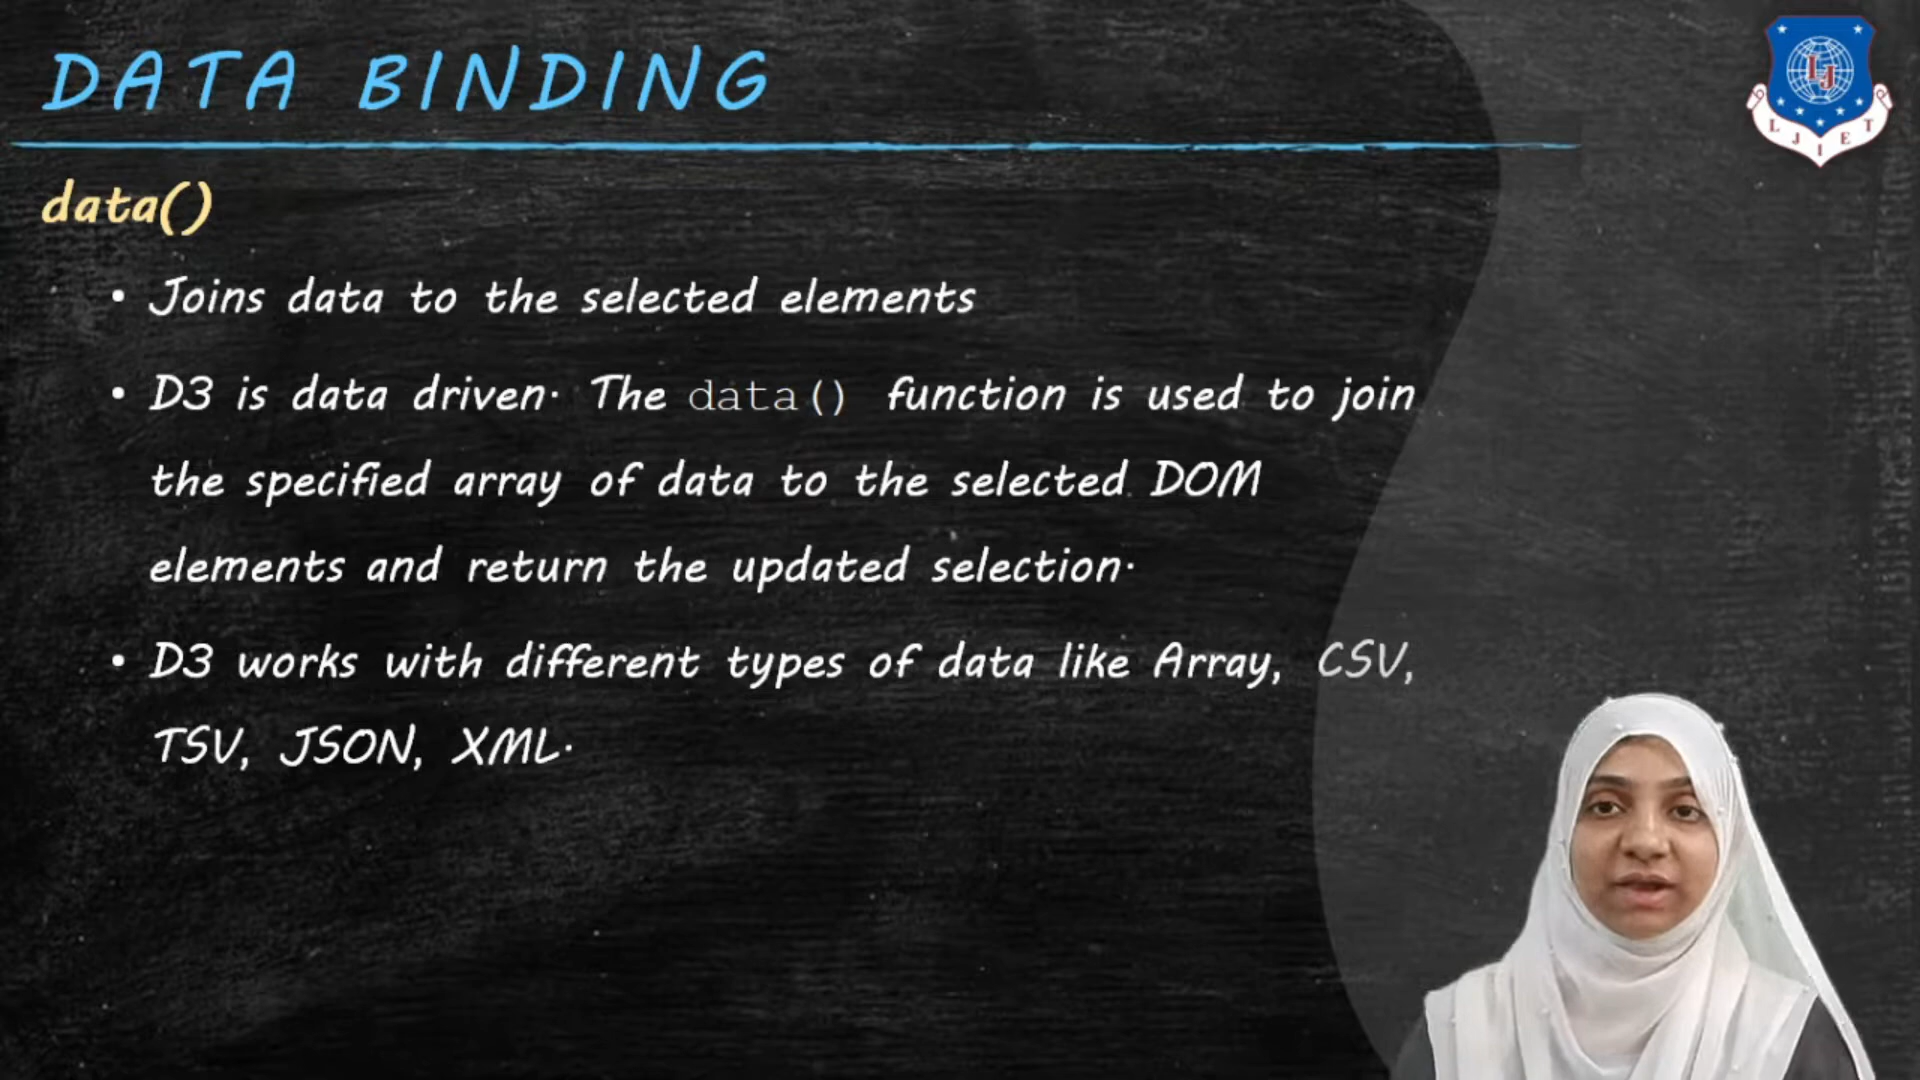 DATA BINDING
data()
• Joins data to the selected elements
• D3 is data driven. The data() function is used to join
the specified array of data to the selected DOM
elements and return the updated selection.
• D3 works with different types of data like Array, CSV,
TSV, JSON, XML.
LJ
L J I E T